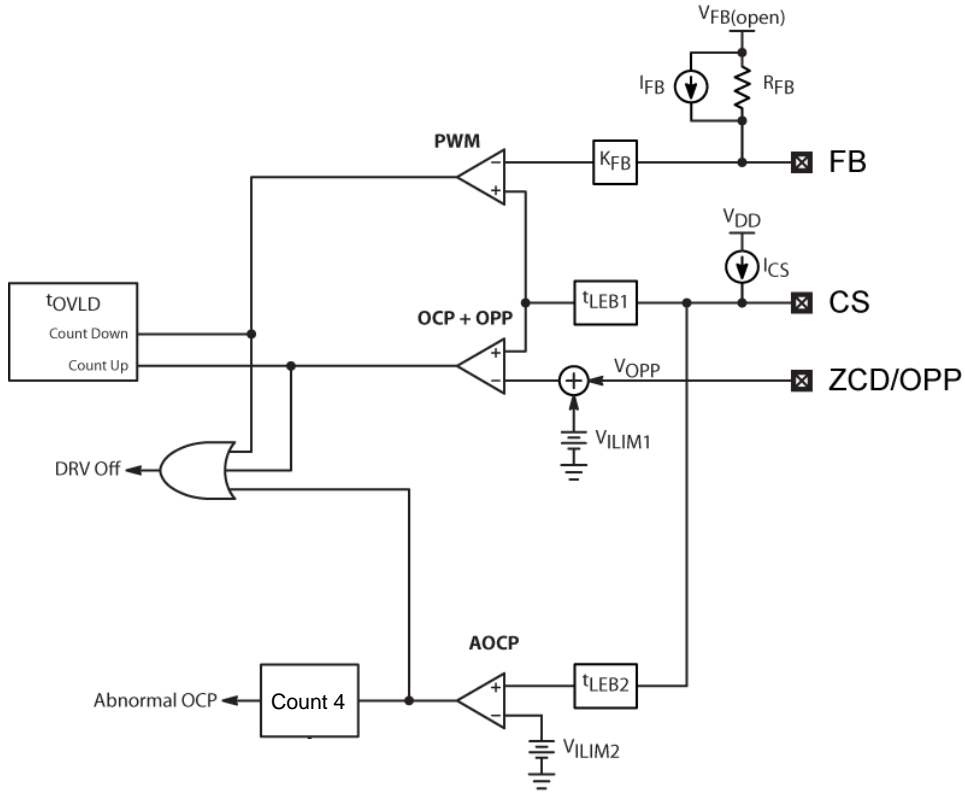 VFB(open)
IFB
RFB
PWM
−
+
KFB
FB
VDD
ICS
tOVLD
Count Down
Count Up
OCP + OPP
+
−
tLEB1
CS
VOPP
+
ZCD/OPP
VILIM1
DRV Off
AOCP
Abnormal OCP
Count 4
+
−
tLEB2
VILIM2